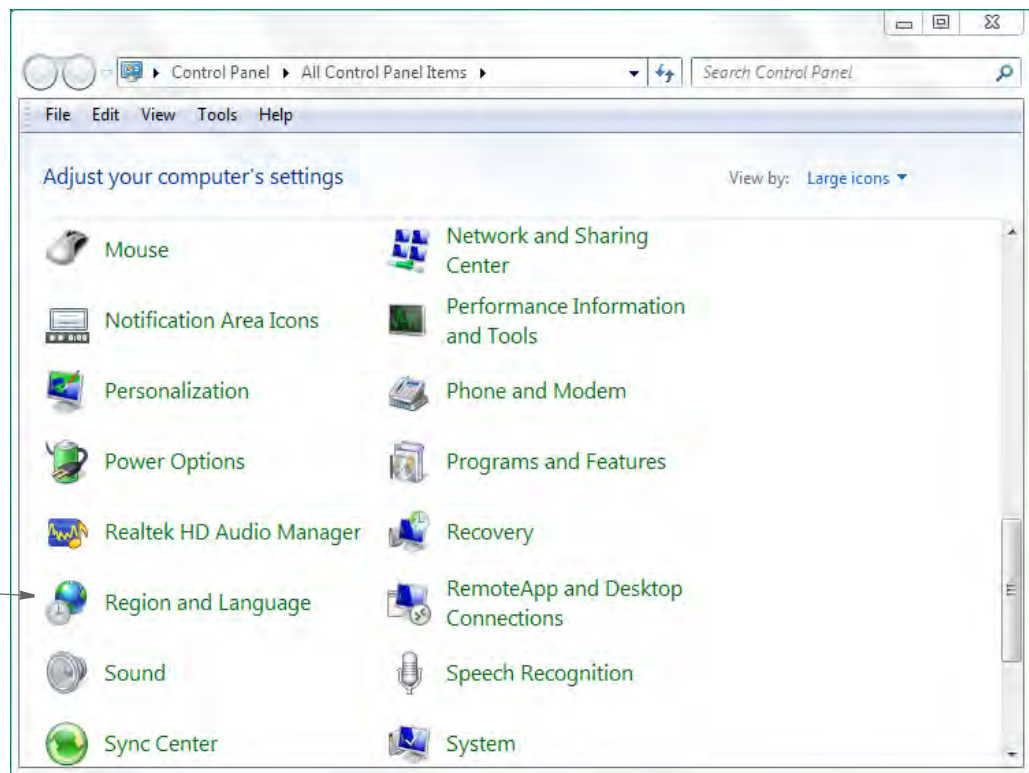 Control Panel All Control Panel Items
Search Control Panel
File Edit View Tools Help
Adjust your computer's settings
View by: Large icons
Mouse
Network and Sharing
Center
Notification Area Icons
Performance Information
and Tools
Personalization
Phone and Modem
Power Options
Programs and Features
Realtek HD Audio Manager
Recovery
Region and Language
RemoteApp and Desktop
Connections
Sound
Speech Recognition
Sync Center
System